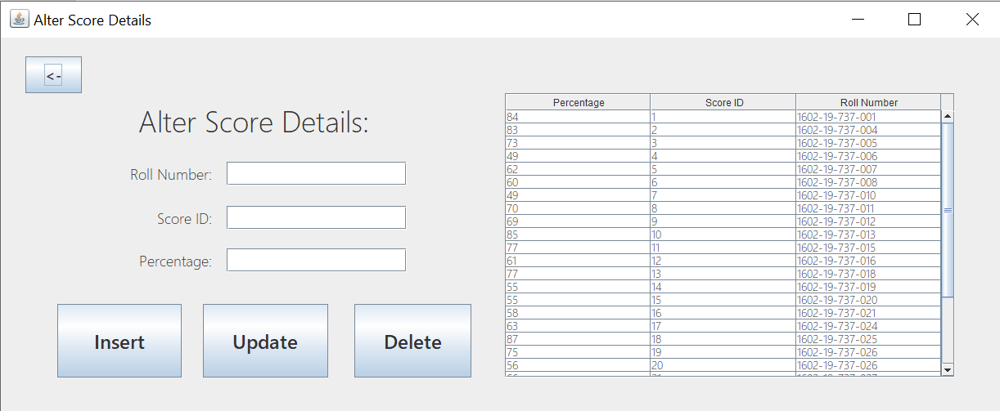 Alter Score Details
<-
Alter Score Details:
Roll Number:
Score ID:
Percentage:
Insert Update Delete
Percentage Score ID Roll Number
84 1 1602-19-737-001
83 2 1602-19-737-004
73 3 1602-19-737-005
49 4 1602-19-737-006
62 5 1602-19-737-007
60 6 1602-19-737-008
49 7 1602-19-737-010
70 8 1602-19-737-011
69 9 1602-19-737-012
85 10 1602-19-737-013
77 11 1602-19-737-015
61 12 1602-19-737-016
77 13 1602-19-737-018
55 14 1602-19-737-019
55 15 1602-19-737-020
58 16 1602-19-737-021
63 17 1602-19-737-024
87 18 1602-19-737-025
75 19 1602-19-737-026
56 20 1602-19-737-026